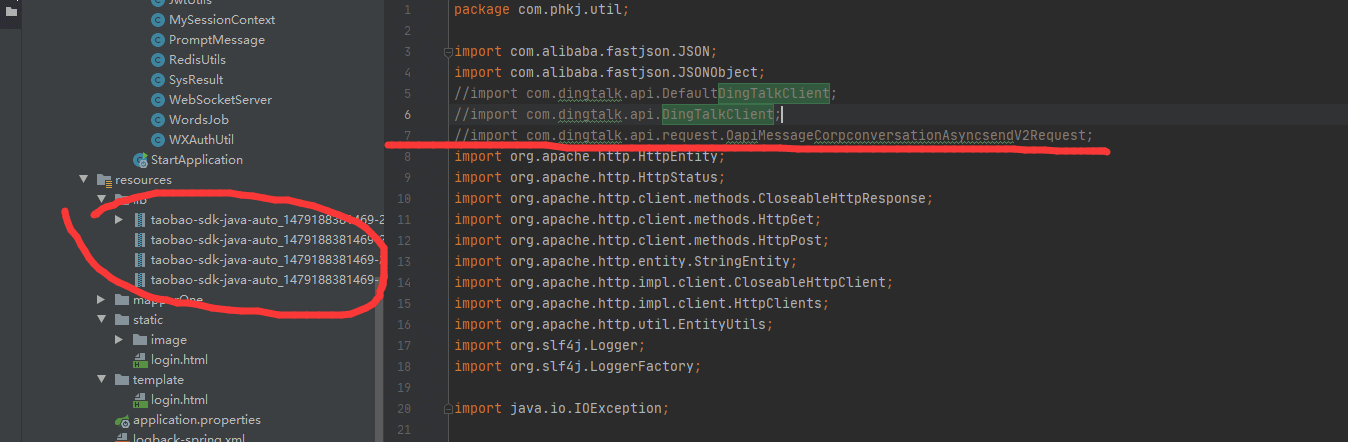 JwtUtils
MySessionContext
PromptMessage
RedisUtils
SysResult
WebSocketServer
WordsJob
WXAuthUtil
StartApplication
resources
lib
taobao-sdk-java-auto_1479188381469-2
taobao-sdk-java-auto_1479188381469-2
taobao-sdk-java-auto_1479188381469-2
taobao-sdk-java-auto_1479188381469-
mapperOne
static
image
login.html
template
login.html
application.properties
logback-spring.xml
1 package com.phkj.util;
2
3 import com.alibaba.fastjson.JSON;
4 import com.alibaba.fastjson.JSONObject;
5 //import com.dingtalk.api.DefaultDingTalkClient;
6 //import com.dingtalk.api.DingTalkClient;
7 //import com.dingtalk.api.request.OapiMessageCorpconversationAsyncsendV2Request;
8 import org.apache.http.HttpEntity;
9 import org.apache.http.HttpStatus;
10 import org.apache.http.client.methods.CloseableHttpResponse;
11 import org.apache.http.client.methods.HttpGet;
12 import org.apache.http.client.methods.HttpPost;
13 import org.apache.http.entity.StringEntity;
14 import org.apache.http.impl.client.CloseableHttpClient;
15 import org.apache.http.impl.client.HttpClients;
16 import org.apache.http.util.EntityUtils;
17 import org.slf4j.Logger;
18 import org.slf4j.LoggerFactory;
19
20 import java.io.IOException;
21